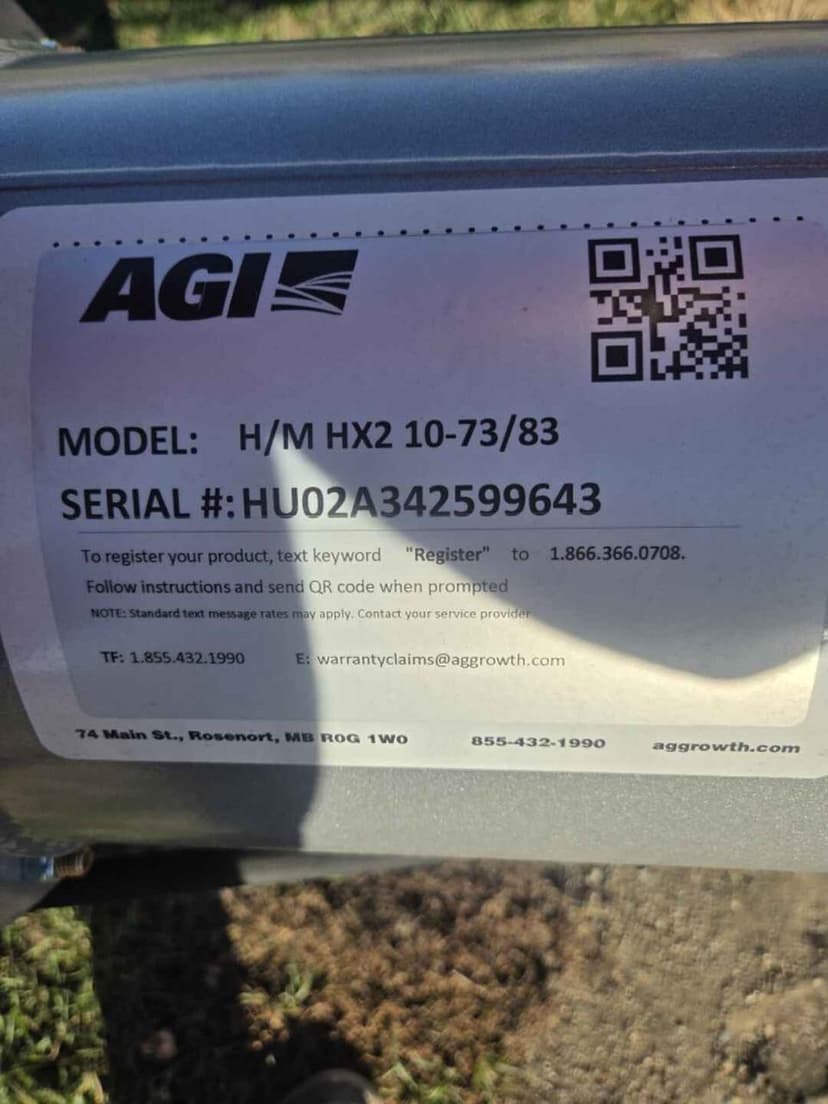 AGI
MODEL: H/M HX2 10-73/83
SERIAL #:HU02A342599643
To register your product, text keyword "Register" to 1.866.366.0708.
Follow instructions and send QR code when prompted
NOTE: Standard text message rates may apply. Contact your service provider
TF: 1.855.432.1990 E: warrantyclaims@aggrowth.com
74 Main St., Rosenort, MB R0G 1W0 855-432-1990 aggrowth.com